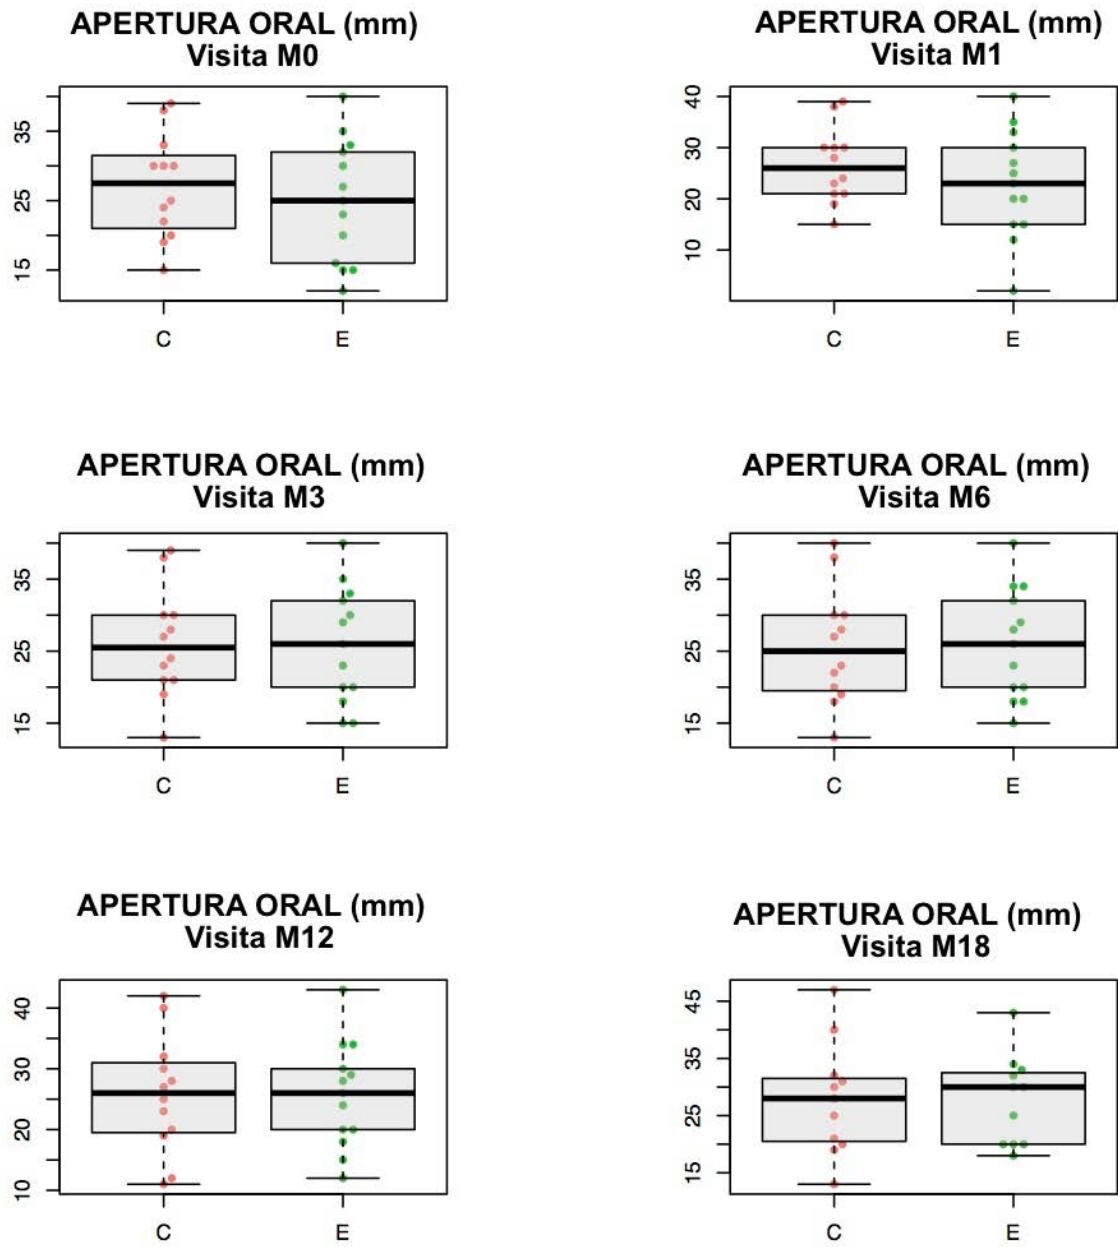 APERTURA ORAL (mm)
Visita M0
35
25
15
C
E
APERTURA ORAL (mm)
Visita M1
40
30
20
10
C
E
APERTURA ORAL (mm)
Visita M3
35
25
15
C
E
APERTURA ORAL (mm)
Visita M6
35
25
15
C
E
APERTURA ORAL (mm)
Visita M12
40
30
20
10
C
E
APERTURA ORAL (mm)
Visita M18
45
35
25
15
C
E